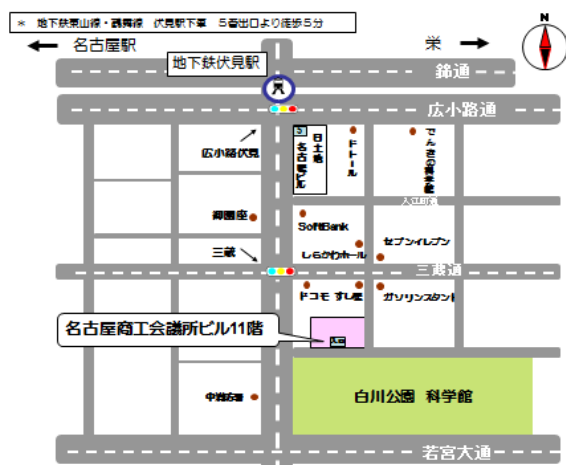 * 地下鉄東山線・鶴舞線 伏見駅下車 5番出口より徒歩5分
名古屋駅
栄
N
地下鉄伏見駅
錦通
広小路通
5
日土地
名古屋ビル
ドトール
でんきの科学館
広小路伏見
入江町通
御園座
SoftBank
しらかわホール
セブンイレブン
三蔵
三蔵通
ドコモ
すし屋
ガソリンスタンド
名古屋商工会議所ビル11階
入口
中消防署
白川公園 科学館
若宮大通